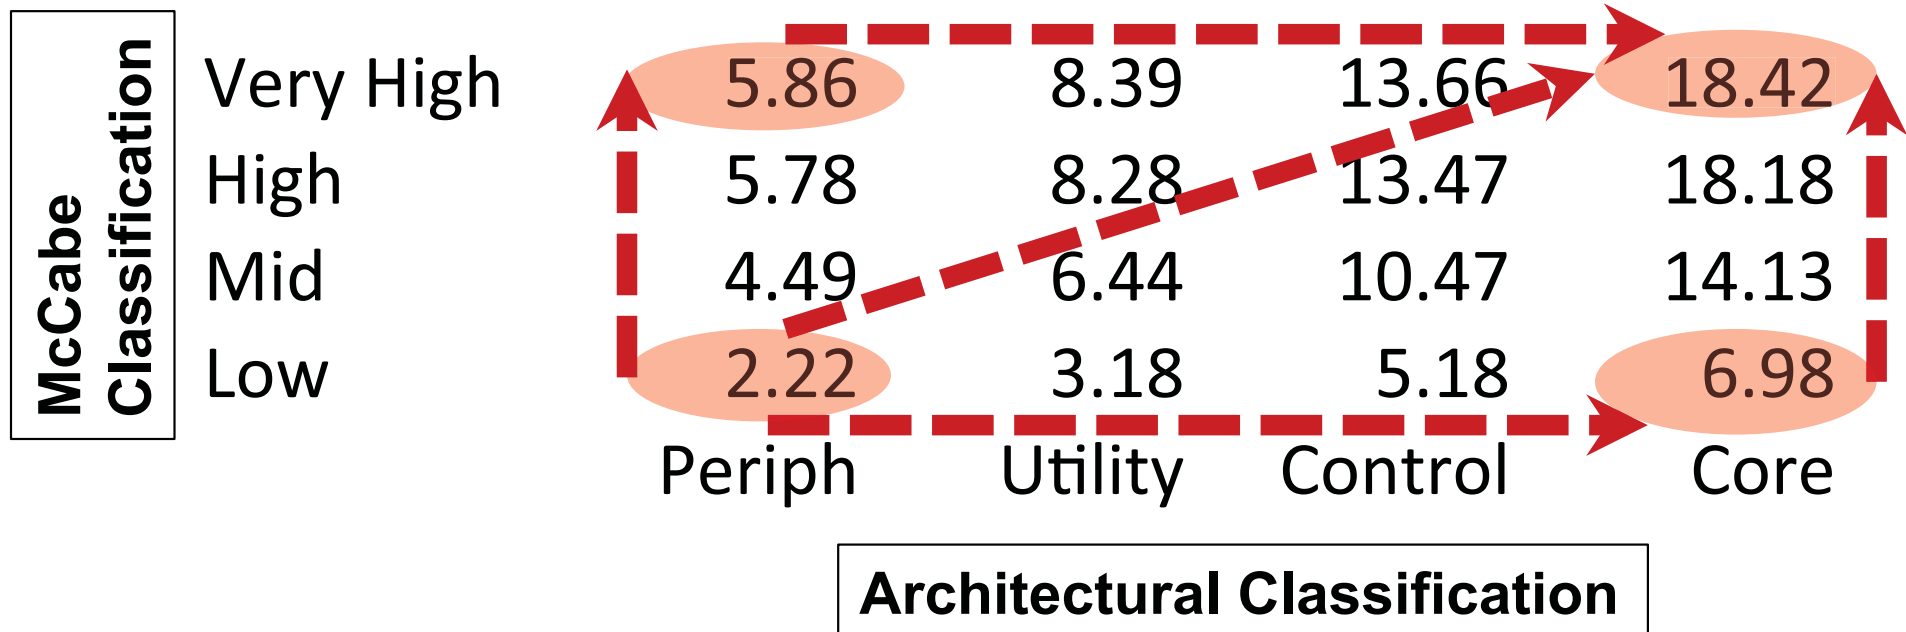 McCabe
Classification
Very High 5.86 8.39 13.66 18.42
High 5.78 8.28 13.47 18.18
Mid 4.49 6.44 10.47 14.13
Low 2.22 3.18 5.18 6.98
Periph Utility Control Core
Architectural Classification